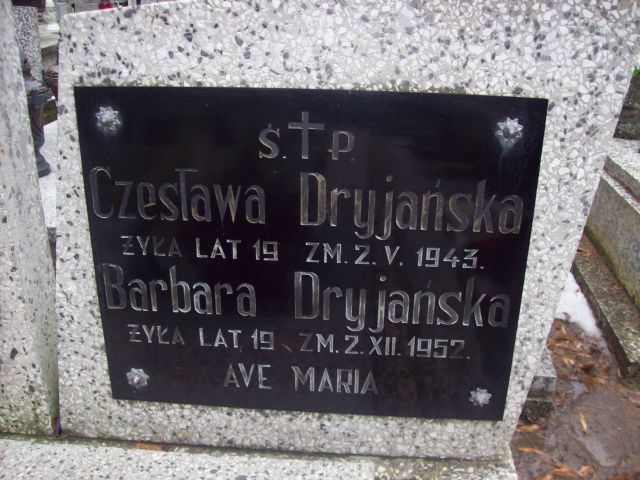 Ś.†P.
Czesława Dryjańska
ŻYŁA LAT 19 ZM. 2. V. 1943.
Barbara Dryjańska
ŻYŁA LAT. 19 ZM. 2. XII. 1952.
AVE MARIA